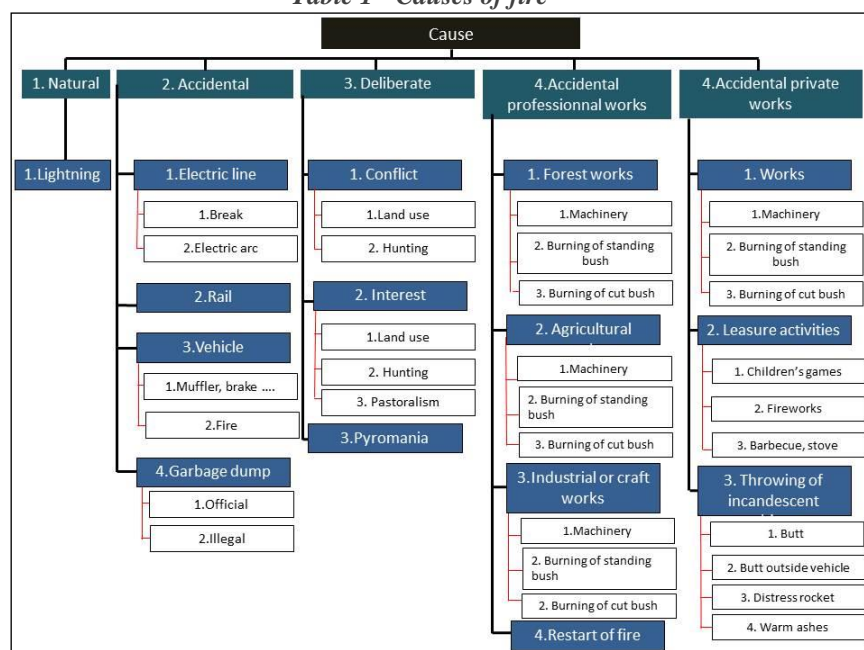 Table 1 - Causes of fire
Cause
1. Natural
1.Lightning
2. Accidental
1.Electric line
1.Break
2.Electric arc
2.Rail
3.Vehicle
1.Muffler, brake ....
2.Fire
4.Garbage dump
1.Official
2.Illegal
3. Deliberate
1. Conflict
1.Land use
2. Hunting
2. Interest
1.Land use
2. Hunting
3. Pastoralism
3.Pyromania
4.Accidental
professionnal works
1. Forest works
1.Machinery
2. Burning of standing
bush
3. Burning of cut bush
2. Agricultural
1.Machinery
2. Burning of standing
bush
3. Burning of cut bush
3.Industrial or craft
works
1.Machinery
2. Burning of standing
bush
2. Burning of cut bush
4.Restart of fire
4.Accidental private
works
1. Works
1.Machinery
2. Burning of standing
bush
3. Burning of cut bush
2. Leasure activities
1. Children's games
2. Fireworks
3. Barbecue, stove
3. Throwing of
incandescent
1. Butt
2. Butt outside vehicle
3. Distress rocket
4. Warm ashes